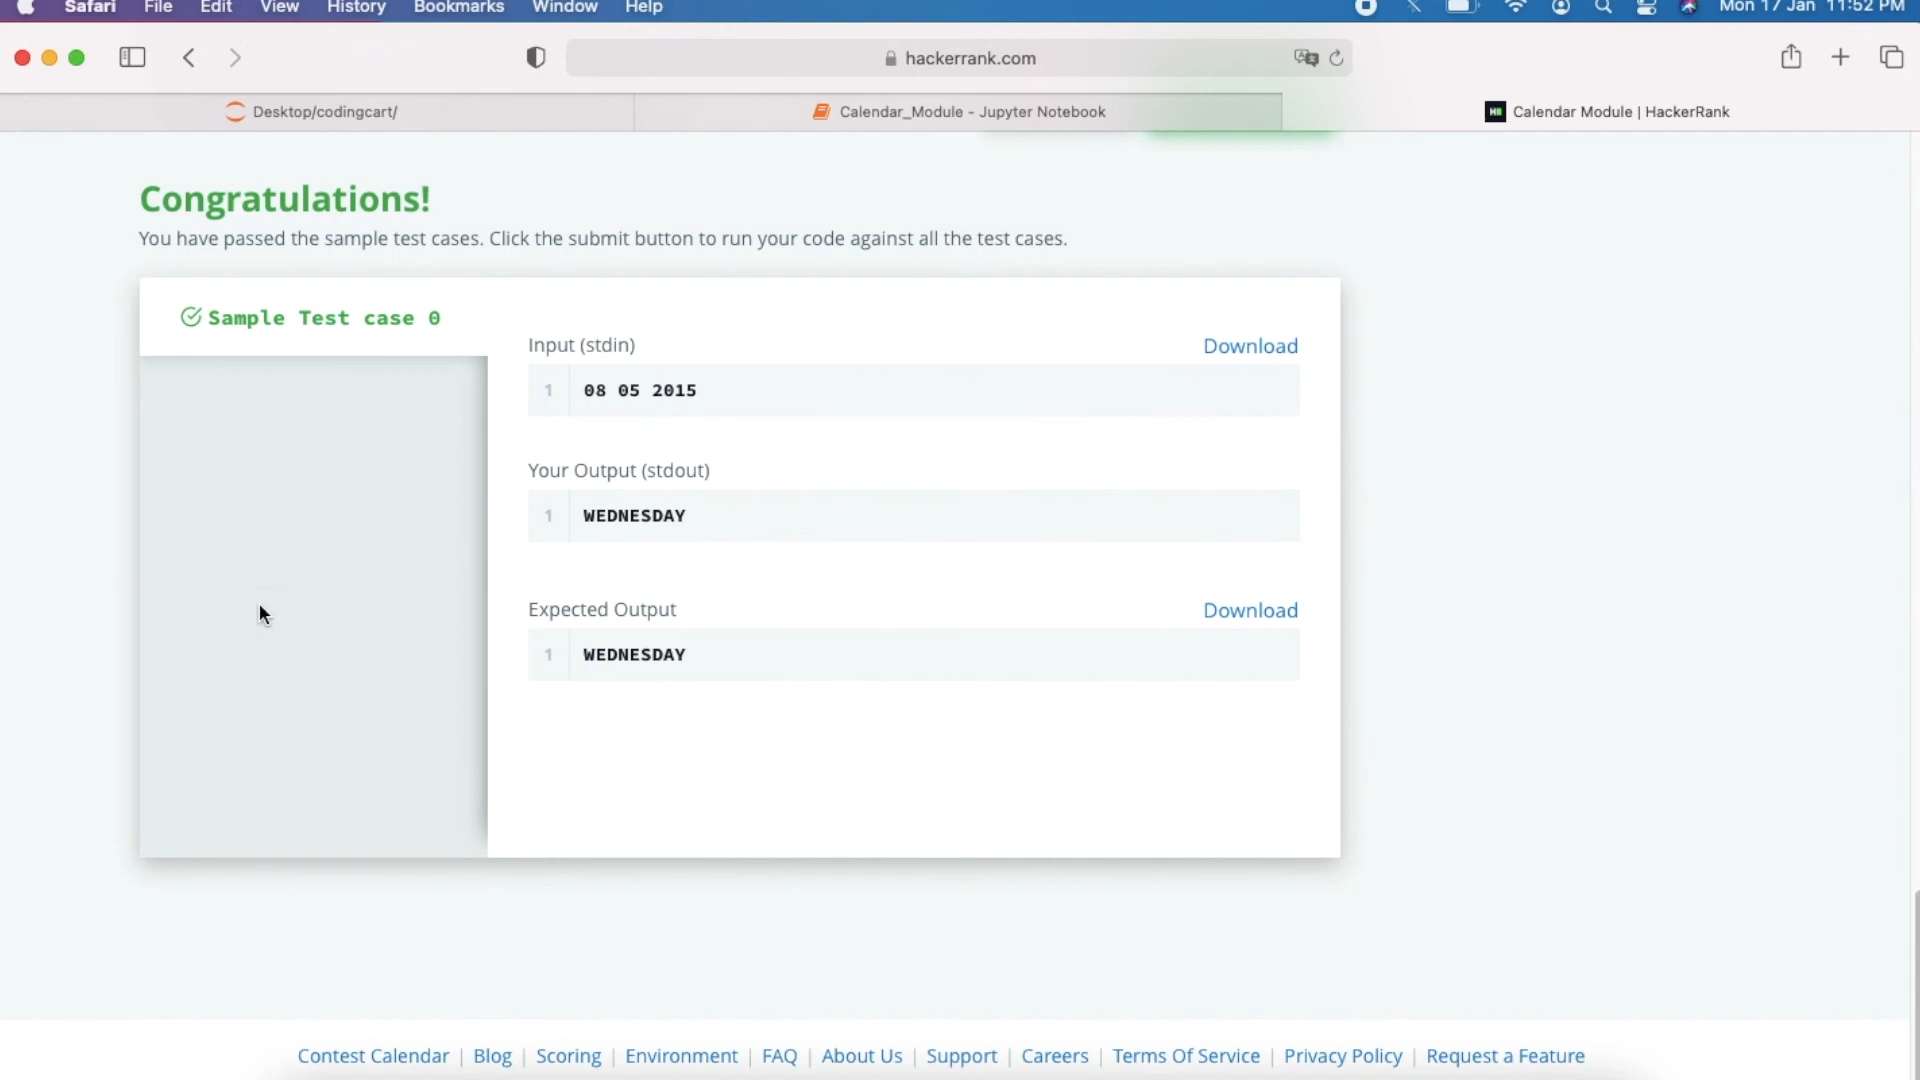 Safari File Edit View History Bookmarks Window Help Mon 17 Jan 11:52 PM
hackerrank.com
Desktop/codingcart/ Calendar_Module - Jupyter Notebook Calendar Module | HackerRank
Congratulations!
You have passed the sample test cases. Click the submit button to run your code against all the test cases.
Sample Test case 0
Input (stdin) Download
1 08 05 2015
Your Output (stdout)
1 WEDNESDAY
Expected Output Download
1 WEDNESDAY
Contest Calendar | Blog | Scoring | Environment | FAQ | About Us | Support | Careers | Terms Of Service | Privacy Policy | Request a Feature